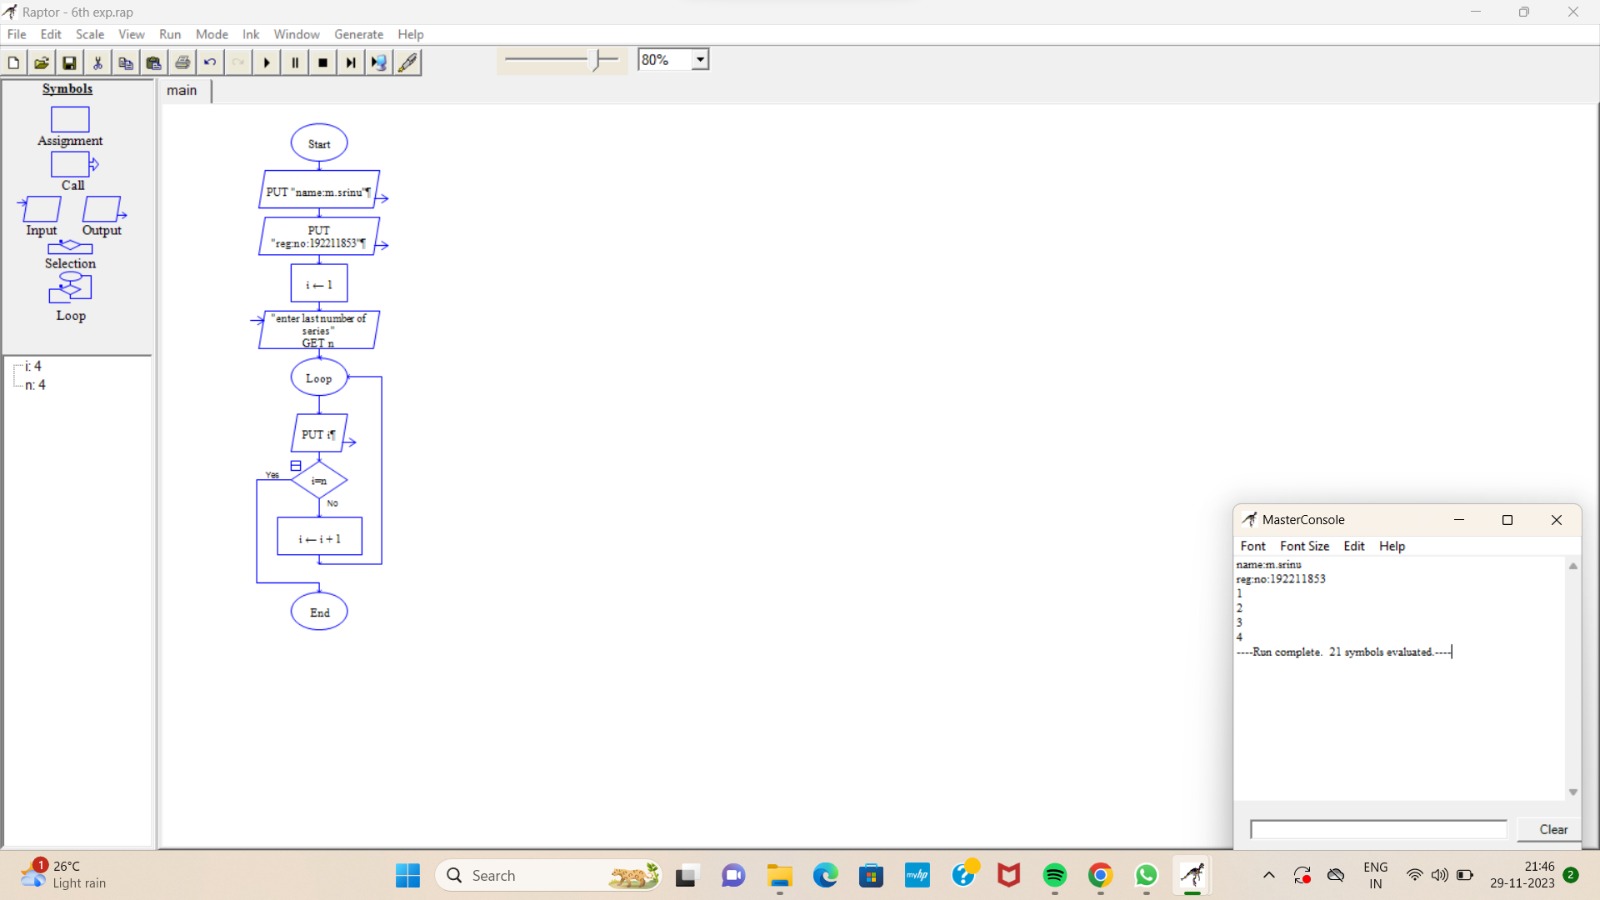 Raptor - 6th exp.rap
File Edit Scale View Run Mode Ink Window Generate Help
80%
Symbols
Assignment
Call
Input Output
Selection
Loop
i: 4
n: 4
main
Start
PUT "name:m.srinu"¶
PUT
"reg:no:192211853"¶
i ← 1
"enter last number of
series"
GET n
Loop
PUT i¶
Yes
i=n
No
i ← i + 1
End
MasterConsole
Font Font Size Edit Help
name:m.srinu
reg:no:192211853
1
2
3
4
----Run complete. 21 symbols evaluated.----
Clear
1
26°C
Light rain
Search
myhp
ENG
IN
21:46
29-11-2023
2